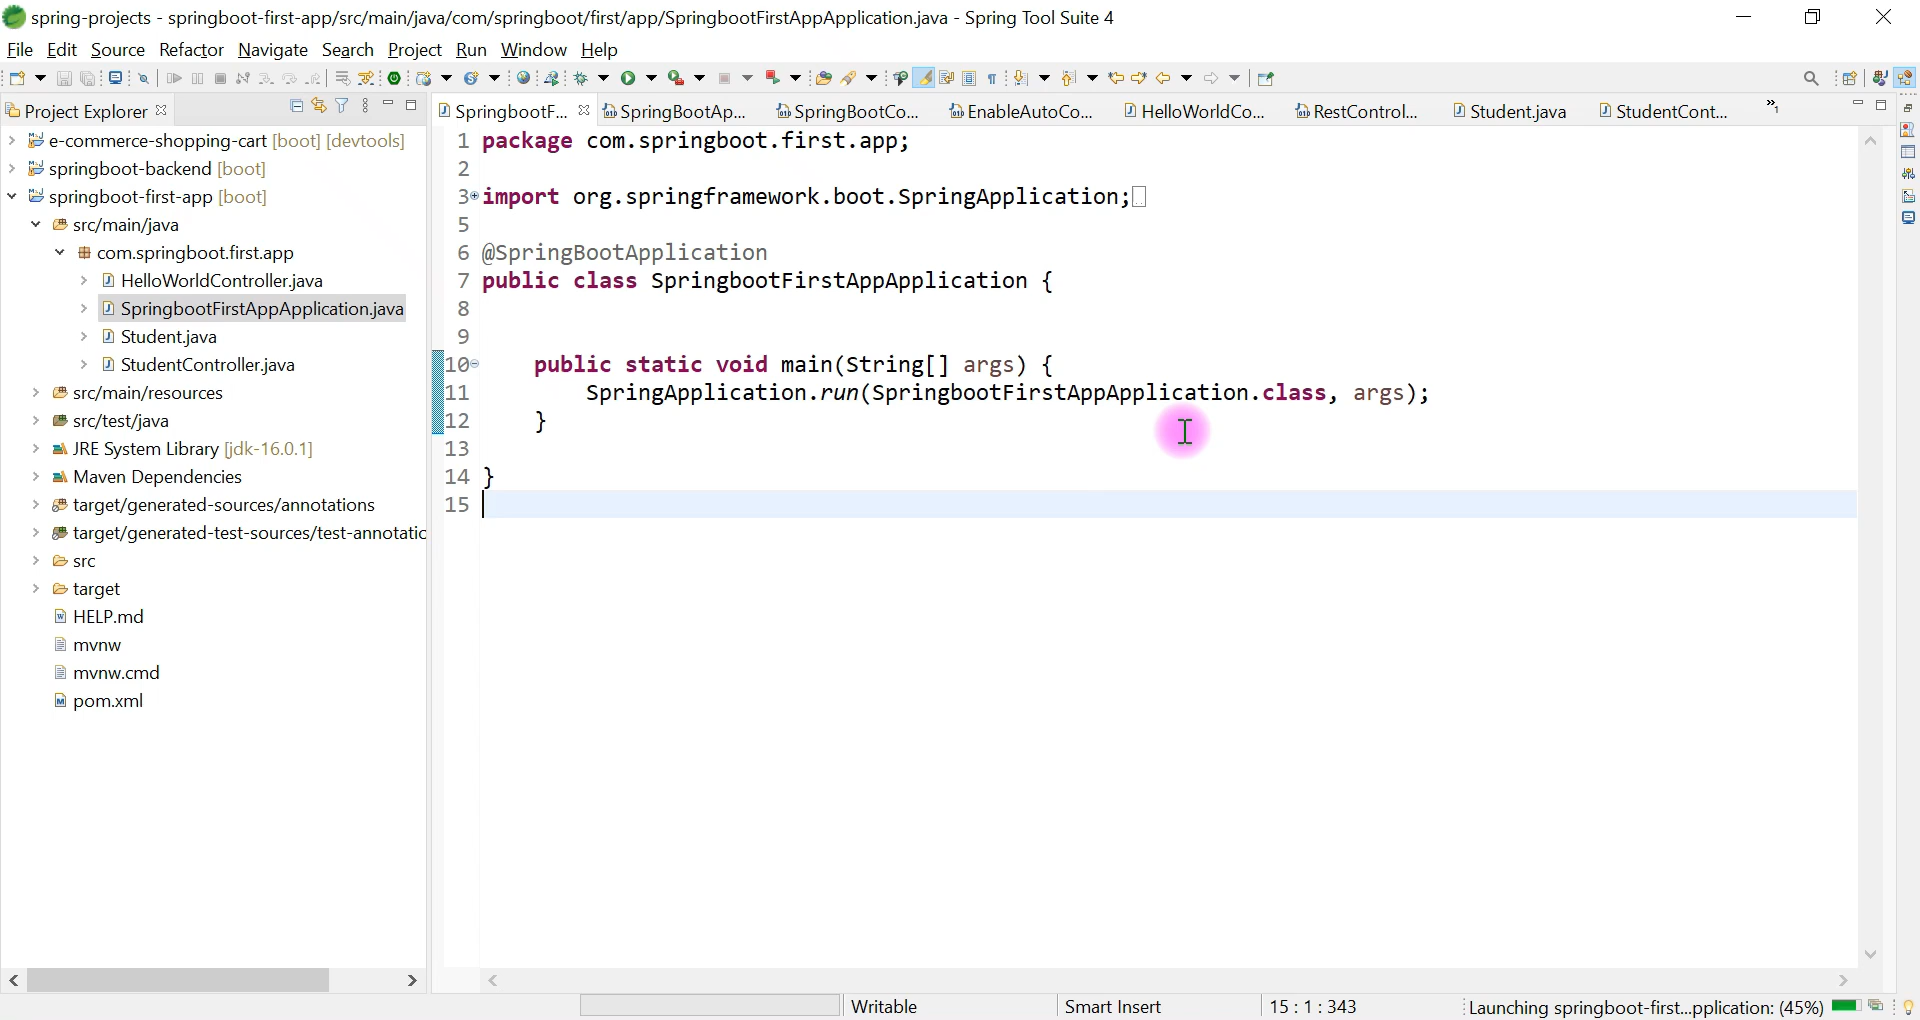 spring-projects - springboot-first-app/src/main/java/com/springboot/first/app/SpringbootFirstAppApplication.java - Spring Tool Suite 4
File Edit Source Refactor Navigate Search Project Run Window Help
Project Explorer
e-commerce-shopping-cart [boot] [devtools]
springboot-backend [boot]
springboot-first-app [boot]
src/main/java
com.springboot.first.app
HelloWorldController.java
SpringbootFirstAppApplication.java
Student.java
StudentController.java
src/main/resources
src/test/java
JRE System Library [jdk-16.0.1]
Maven Dependencies
target/generated-sources/annotations
target/generated-test-sources/test-annotatic
src
target
HELP.md
mvnw
mvnw.cmd
pom.xml
SpringbootF... SpringBootAp... SpringBootCo... EnableAutoCo... HelloWorldCo... RestControl... Student.java StudentCont... »1
1 package com.springboot.first.app;
2
3 import org.springframework.boot.SpringApplication;
5
6 @SpringBootApplication
7 public class SpringbootFirstAppApplication {
8
9
10 public static void main(String[] args) {
11 SpringApplication.run(SpringbootFirstAppApplication.class, args);
12 }
13
14 }
15
Writable Smart Insert 15 : 1 : 343 Launching springboot-first...pplication: (45%)